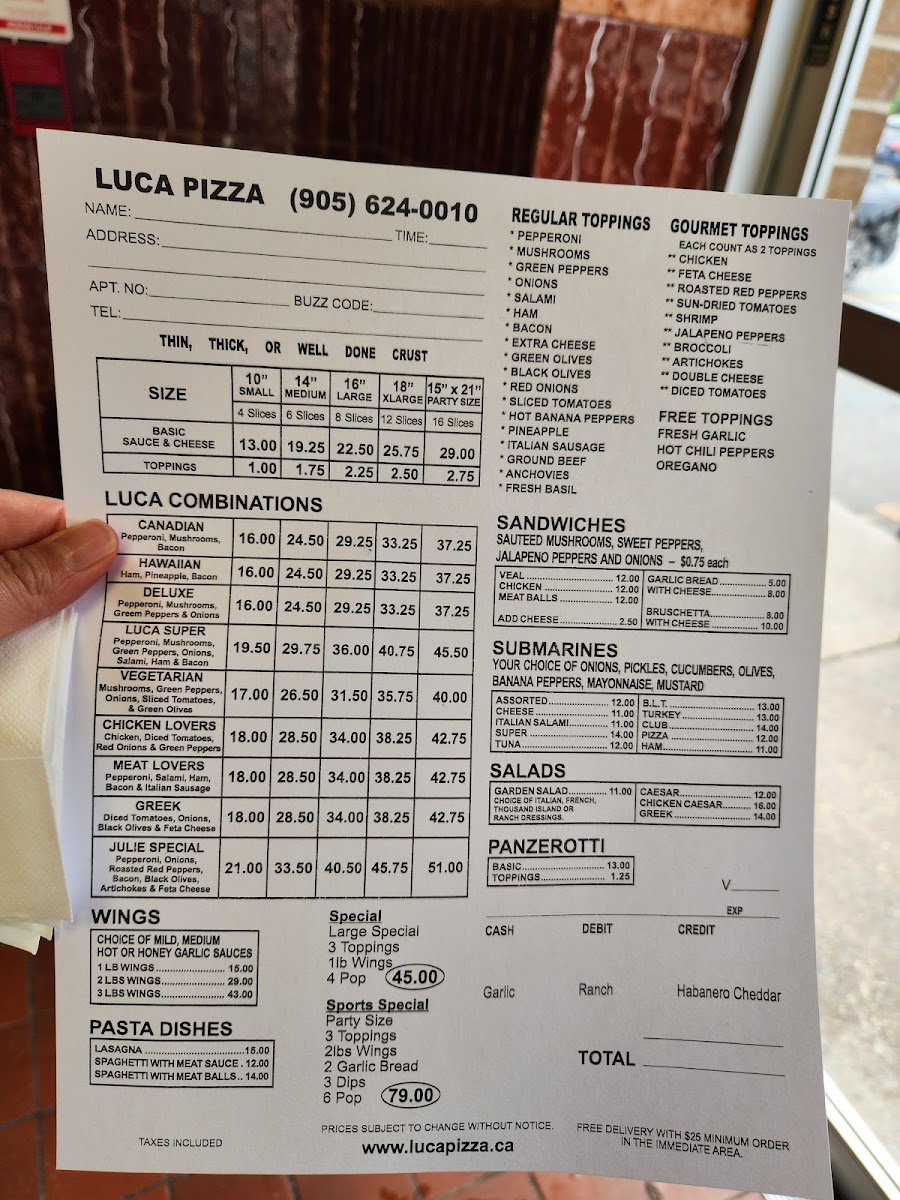 LUCA PIZZA (905) 624-0010
NAME: TIME:
ADDRESS:
APT. NO: BUZZ CODE:
TEL:
THIN, THICK, OR WELL DONE CRUST
SIZE 10" SMALL 14" MEDIUM 16" LARGE 18" XLARGE 15" x 21" PARTY SIZE
4 Slices 6 Slices 8 Slices 12 Slices 16 Slices
BASIC
SAUCE & CHEESE 13.00 19.25 22.50 25.75 29.00
TOPPINGS 1.00 1.75 2.25 2.50 2.75
LUCA COMBINATIONS
CANADIAN
Pepperoni, Mushrooms,
Bacon
16.00 24.50 29.25 33.25 37.25
HAWAIIAN
Ham, Pineapple, Bacon
16.00 24.50 29.25 33.25 37.25
DELUXE
Pepperoni, Mushrooms,
Green Peppers & Onions
16.00 24.50 29.25 33.25 37.25
LUCA SUPER
Pepperoni, Mushrooms,
Green Peppers, Onions,
Salami, Ham & Bacon
19.50 29.75 36.00 40.75 45.50
VEGETARIAN
Mushrooms, Green Peppers,
Onions, Sliced Tomatoes,
& Green Olives
17.00 26.50 31.50 35.75 40.00
CHICKEN LOVERS
Chicken, Diced Tomatoes,
Red Onions & Green Peppers
18.00 28.50 34.00 38.25 42.75
MEAT LOVERS
Pepperoni, Salami, Ham,
Bacon & Italian Sausage
18.00 28.50 34.00 38.25 42.75
GREEK
Diced Tomatoes, Onions,
Black Olives & Feta Cheese
18.00 28.50 34.00 38.25 42.75
JULIE SPECIAL
Pepperoni, Onions,
Roasted Red Peppers,
Bacon, Black Olives,
Artichokes & Feta Cheese
21.00 33.50 40.50 45.75 51.00
WINGS
CHOICE OF MILD, MEDIUM
HOT OR HONEY GARLIC SAUCES
1 LB WINGS 15.00
2 LBS WINGS 29.00
3 LBS WINGS 43.00
PASTA DISHES
LASAGNA 15.00
SPAGHETTI WITH MEAT SAUCE 12.00
SPAGHETTI WITH MEAT BALLS 14.00
TAXES INCLUDED
Special
Large Special
3 Toppings
1lb Wings
4 Pop 45.00
Sports Special
Party Size
3 Toppings
2lbs Wings
2 Garlic Bread
3 Dips
6 Pop 79.00
PRICES SUBJECT TO CHANGE WITHOUT NOTICE.
www.lucapizza.ca
REGULAR TOPPINGS
* PEPPERONI
* MUSHROOMS
* GREEN PEPPERS
* ONIONS
* SALAMI
* HAM
* BACON
* EXTRA CHEESE
* GREEN OLIVES
* BLACK OLIVES
* RED ONIONS
* SLICED TOMATOES
* HOT BANANA PEPPERS
* PINEAPPLE
* ITALIAN SAUSAGE
* GROUND BEEF
* ANCHOVIES
* FRESH BASIL
GOURMET TOPPINGS
EACH COUNT AS 2 TOPPINGS
** CHICKEN
** FETA CHEESE
** ROASTED RED PEPPERS
** SUN-DRIED TOMATOES
** SHRIMP
** JALAPENO PEPPERS
** BROCCOLI
** ARTICHOKES
** DOUBLE CHEESE
** DICED TOMATOES
FREE TOPPINGS
FRESH GARLIC
HOT CHILI PEPPERS
OREGANO
SANDWICHES
SAUTEED MUSHROOMS, SWEET PEPPERS,
JALAPENO PEPPERS AND ONIONS – $0.75 each
VEAL 12.00
CHICKEN 12.00
MEAT BALLS 12.00
ADD CHEESE 2.50
GARLIC BREAD 5.00
WITH CHEESE 8.00
BRUSCHETTA 8.00
WITH CHEESE 10.00
SUBMARINES
YOUR CHOICE OF ONIONS, PICKLES, CUCUMBERS, OLIVES,
BANANA PEPPERS, MAYONNAISE, MUSTARD
ASSORTED 12.00
CHEESE 11.00
ITALIAN SALAMI 11.00
SUPER 14.00
TUNA 12.00
B.L.T. 13.00
TURKEY 13.00
CLUB 14.00
PIZZA 12.00
HAM 11.00
SALADS
GARDEN SALAD 11.00
CHOICE OF ITALIAN, FRENCH,
THOUSAND ISLAND OR
RANCH DRESSINGS.
CAESAR 12.00
CHICKEN CAESAR 16.00
GREEK 14.00
PANZEROTTI
BASIC 13.00
TOPPINGS 1.25
V
EXP
CASH DEBIT CREDIT
Garlic Ranch Habanero Cheddar
TOTAL
FREE DELIVERY WITH $25 MINIMUM ORDER
IN THE IMMEDIATE AREA.